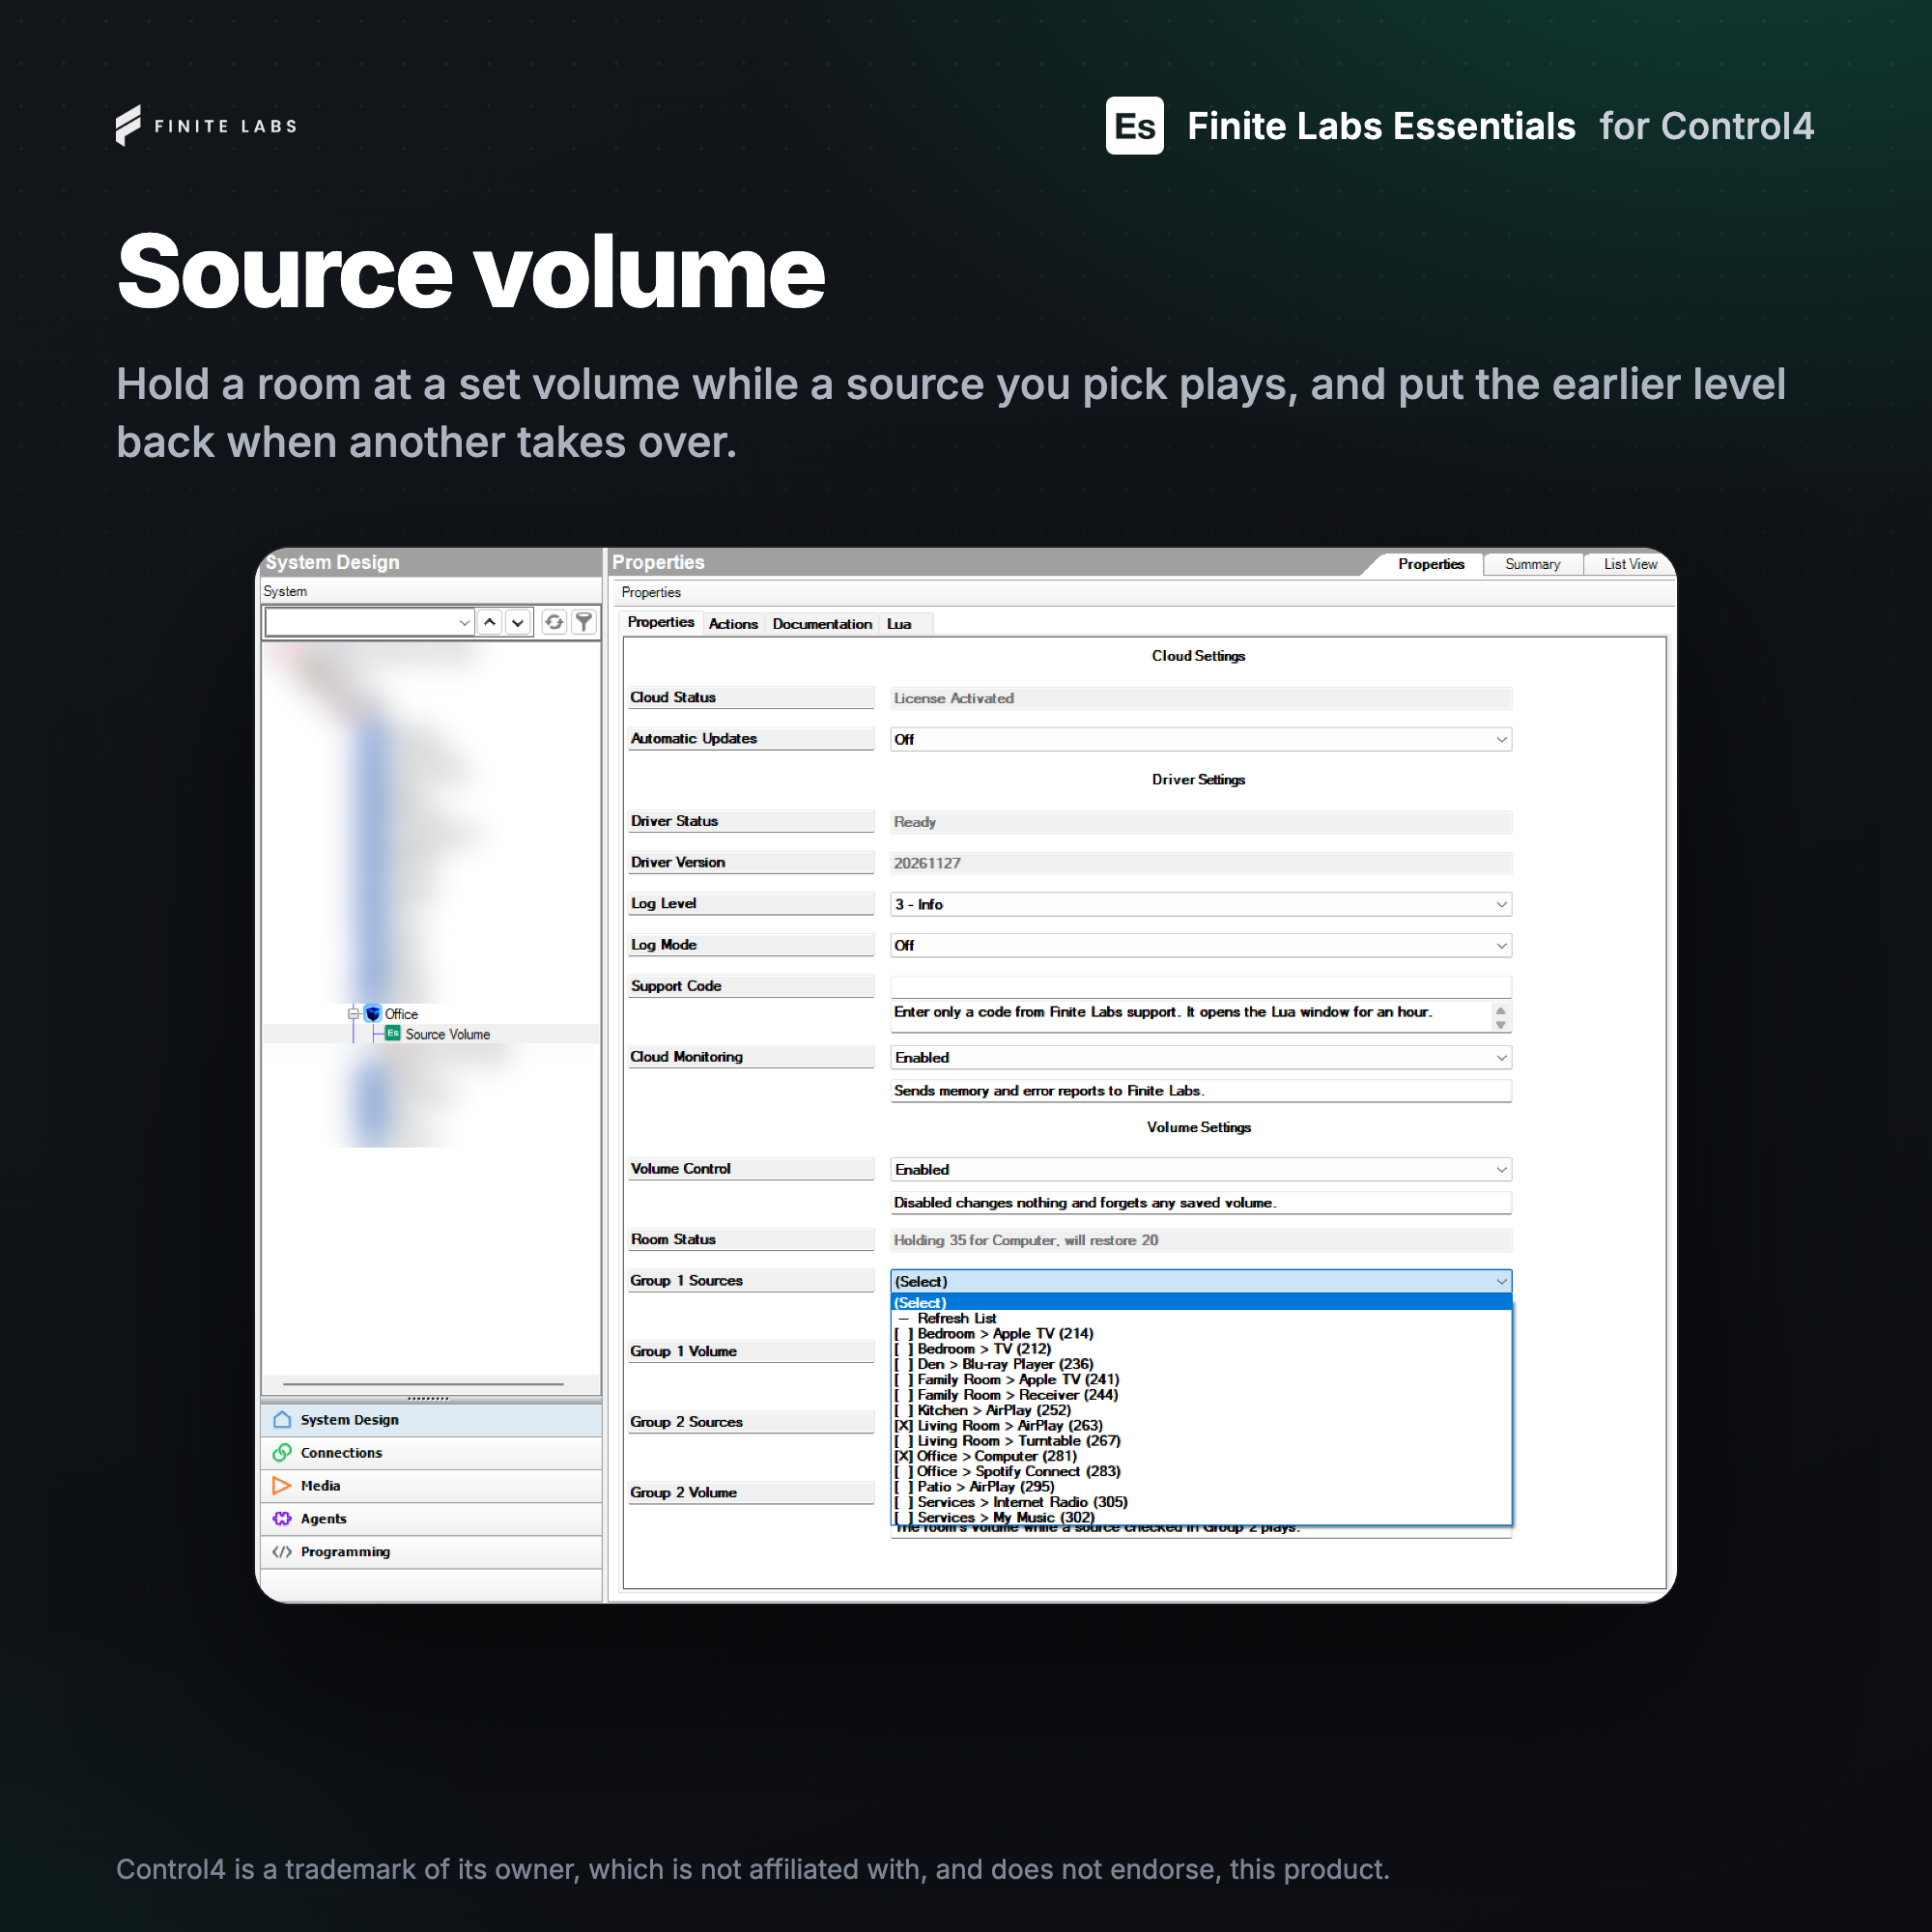 FINITE LABS
Es Finite Labs Essentials for Control4
Source volume
Hold a room at a set volume while a source you pick plays, and put the earlier level
back when another takes over.
System Design
System
Office
Es Source Volume
System Design
Connections
Media
Agents
Programming
Properties
Properties Summary List View
Properties
Properties Actions Documentation Lua
Cloud Settings
Cloud Status License Activated
Automatic Updates Off
Driver Settings
Driver Status Ready
Driver Version 20261127
Log Level 3 - Info
Log Mode Off
Support Code
Enter only a code from Finite Labs support. It opens the Lua window for an hour.
Cloud Monitoring Enabled
Sends memory and error reports to Finite Labs.
Volume Settings
Volume Control Enabled
Disabled changes nothing and forgets any saved volume.
Room Status Holding 35 for Computer, will restore 20
Group 1 Sources (Select)
(Select)
— Refresh List
[ ] Bedroom > Apple TV (214)
[ ] Bedroom > TV (212)
[ ] Den > Blu-ray Player (236)
[ ] Family Room > Apple TV (241)
[ ] Family Room > Receiver (244)
[ ] Kitchen > AirPlay (252)
[X] Living Room > AirPlay (263)
[ ] Living Room > Turntable (267)
[X] Office > Computer (281)
[ ] Office > Spotify Connect (283)
[ ] Patio > AirPlay (295)
[ ] Services > Internet Radio (305)
[ ] Services > My Music (302)
Group 1 Volume
Group 2 Sources
Group 2 Volume
The room's volume while a source checked in Group 2 plays.
Control4 is a trademark of its owner, which is not affiliated with, and does not endorse, this product.